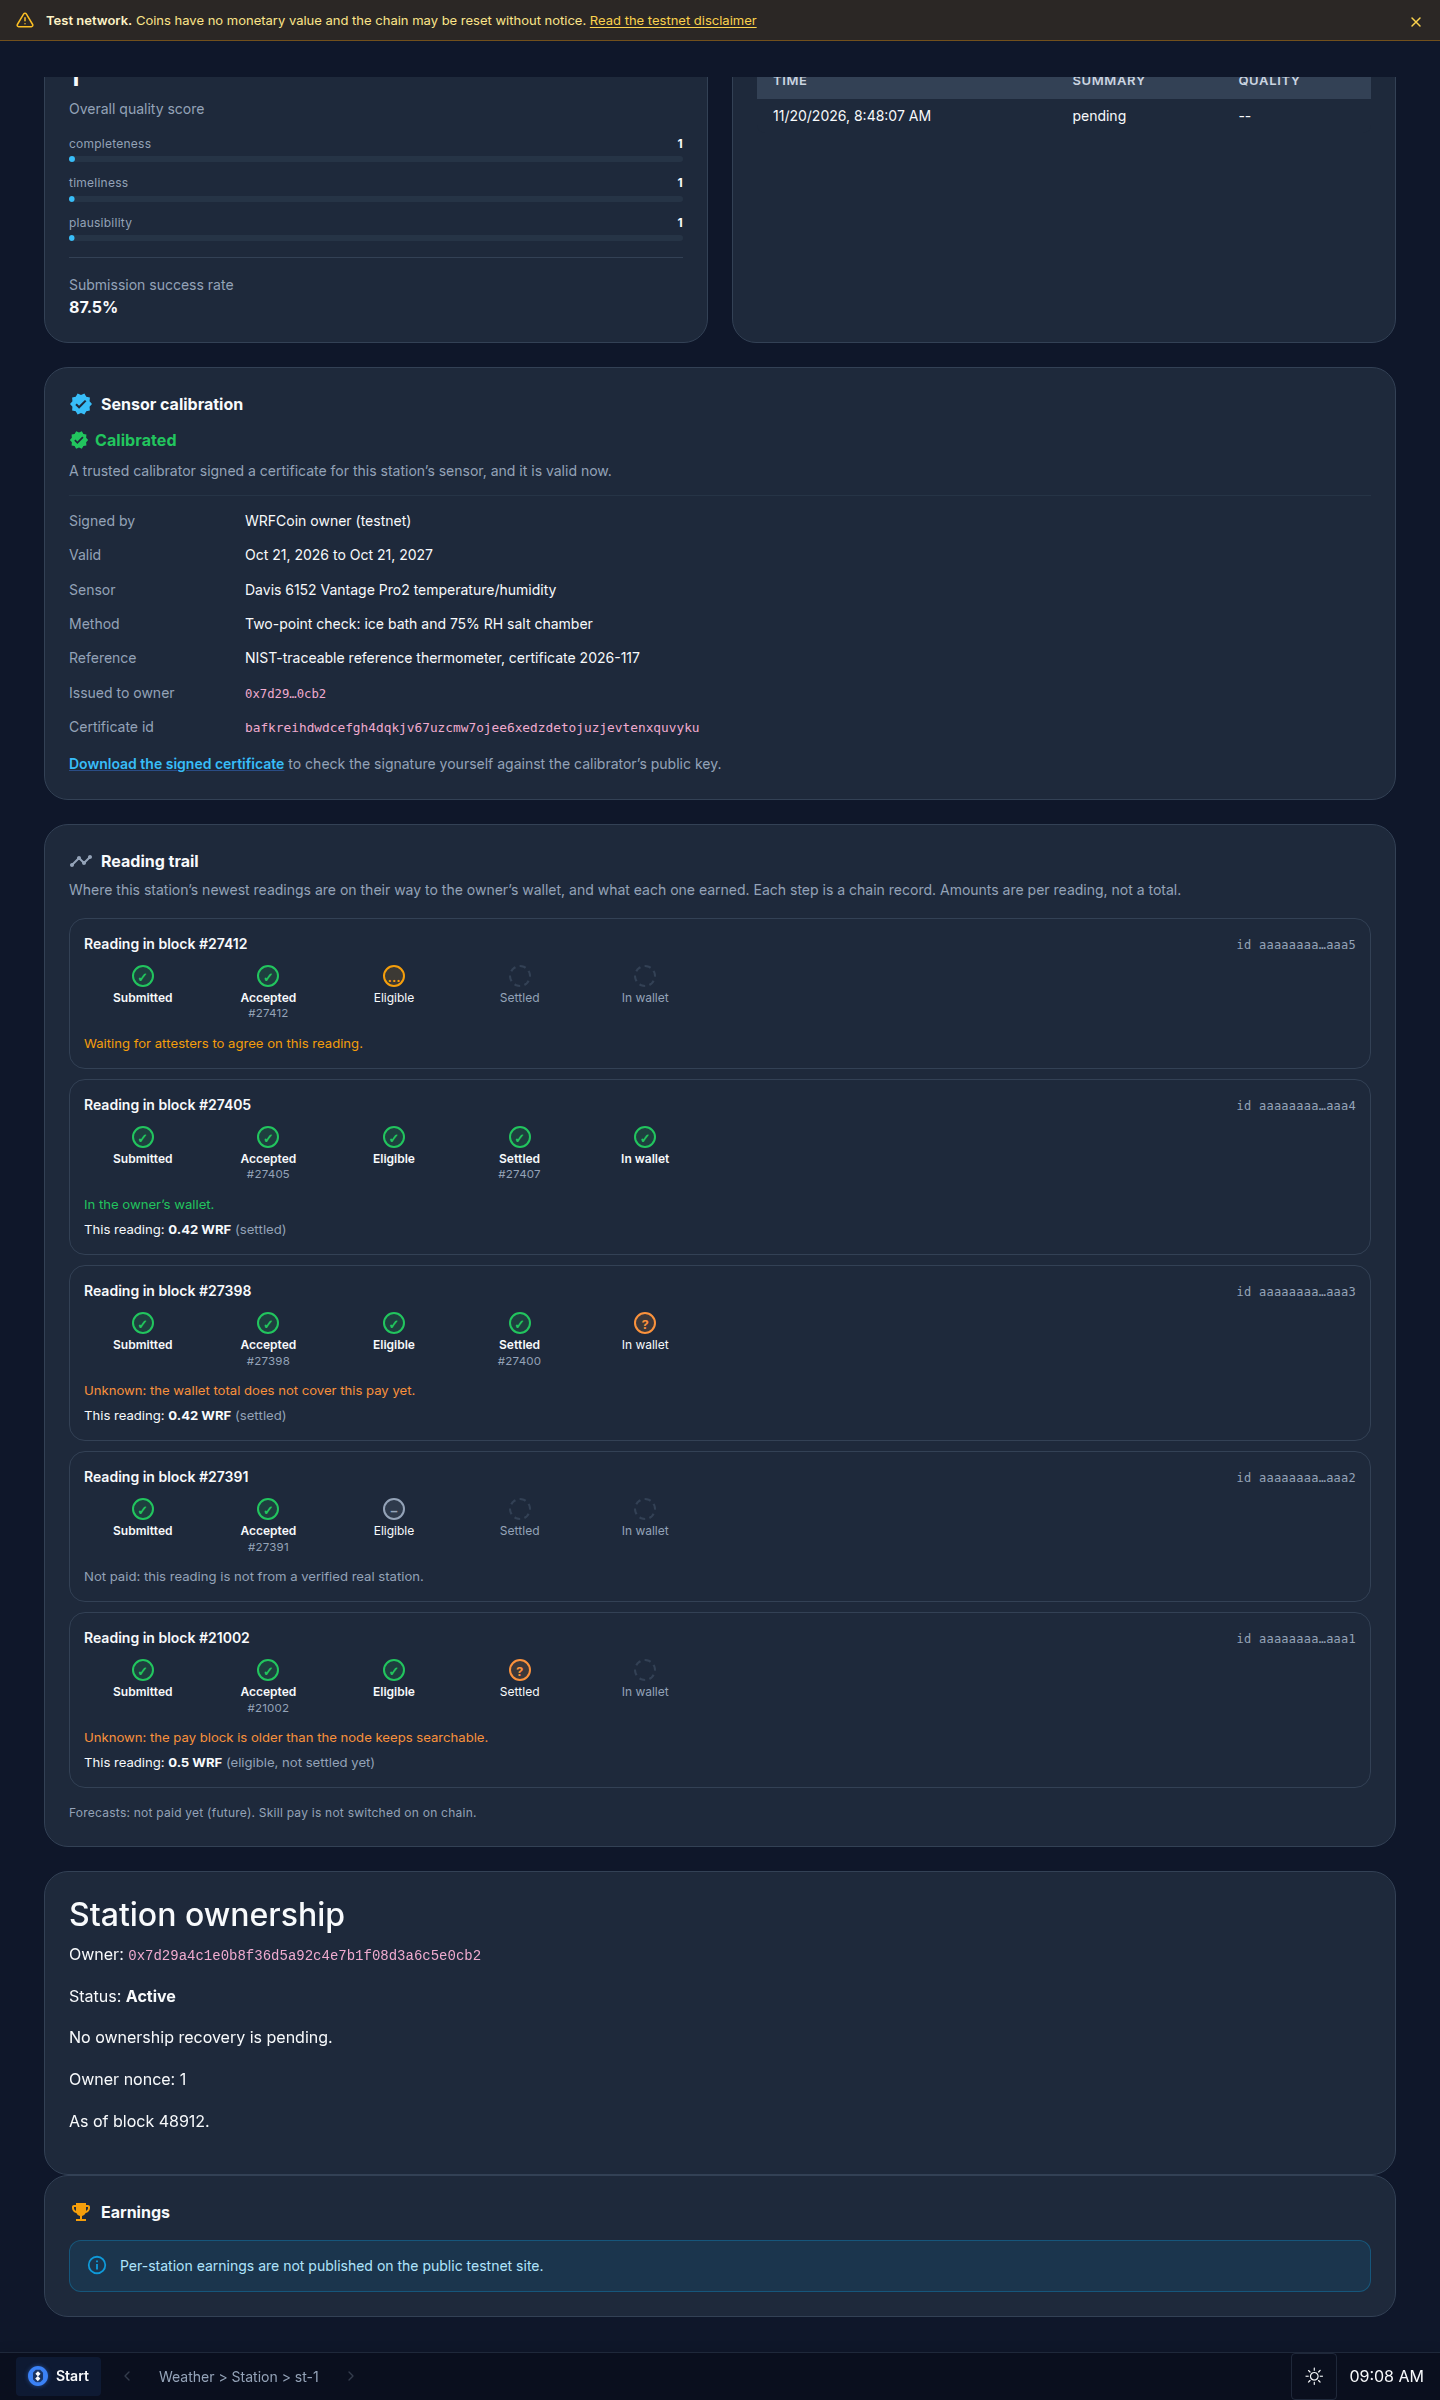 Test network. Coins have no monetary value and the chain may be reset without notice. Read the testnet disclaimer
Overall quality score
completeness 1
timeliness 1
plausibility 1
Submission success rate
87.5%
TIME SUMMARY QUALITY
11/20/2026, 8:48:07 AM pending --
Sensor calibration
Calibrated
A trusted calibrator signed a certificate for this station’s sensor, and it is valid now.
Signed by WRFCoin owner (testnet)
Valid Oct 21, 2026 to Oct 21, 2027
Sensor Davis 6152 Vantage Pro2 temperature/humidity
Method Two-point check: ice bath and 75% RH salt chamber
Reference NIST-traceable reference thermometer, certificate 2026-117
Issued to owner 0x7d29…0cb2
Certificate id bafkreihdwdcefgh4dqkjv67uzcmw7ojee6xedzdetojuzjevtenxquvyku
Download the signed certificate to check the signature yourself against the calibrator’s public key.
Reading trail
Where this station’s newest readings are on their way to the owner’s wallet, and what each one earned. Each step is a chain record. Amounts are per reading, not a total.
Reading in block #27412 id aaaaaaaa…aaa5
Submitted Accepted Eligible Settled In wallet
#27412
Waiting for attesters to agree on this reading.
Reading in block #27405 id aaaaaaaa…aaa4
Submitted Accepted Eligible Settled In wallet
#27405 #27407
In the owner’s wallet.
This reading: 0.42 WRF (settled)
Reading in block #27398 id aaaaaaaa…aaa3
?
Submitted Accepted Eligible Settled In wallet
#27398 #27400
Unknown: the wallet total does not cover this pay yet.
This reading: 0.42 WRF (settled)
Reading in block #27391 id aaaaaaaa…aaa2
Submitted Accepted Eligible Settled In wallet
#27391
Not paid: this reading is not from a verified real station.
Reading in block #21002 id aaaaaaaa…aaa1
?
Submitted Accepted Eligible Settled In wallet
#21002
Unknown: the pay block is older than the node keeps searchable.
This reading: 0.5 WRF (eligible, not settled yet)
Forecasts: not paid yet (future). Skill pay is not switched on on chain.
Station ownership
Owner: 0x7d29a4c1e0b8f36d5a92c4e7b1f08d3a6c5e0cb2
Status: Active
No ownership recovery is pending.
Owner nonce: 1
As of block 48912.
Earnings
Per-station earnings are not published on the public testnet site.
Start Weather > Station > st-1 09:08 AM